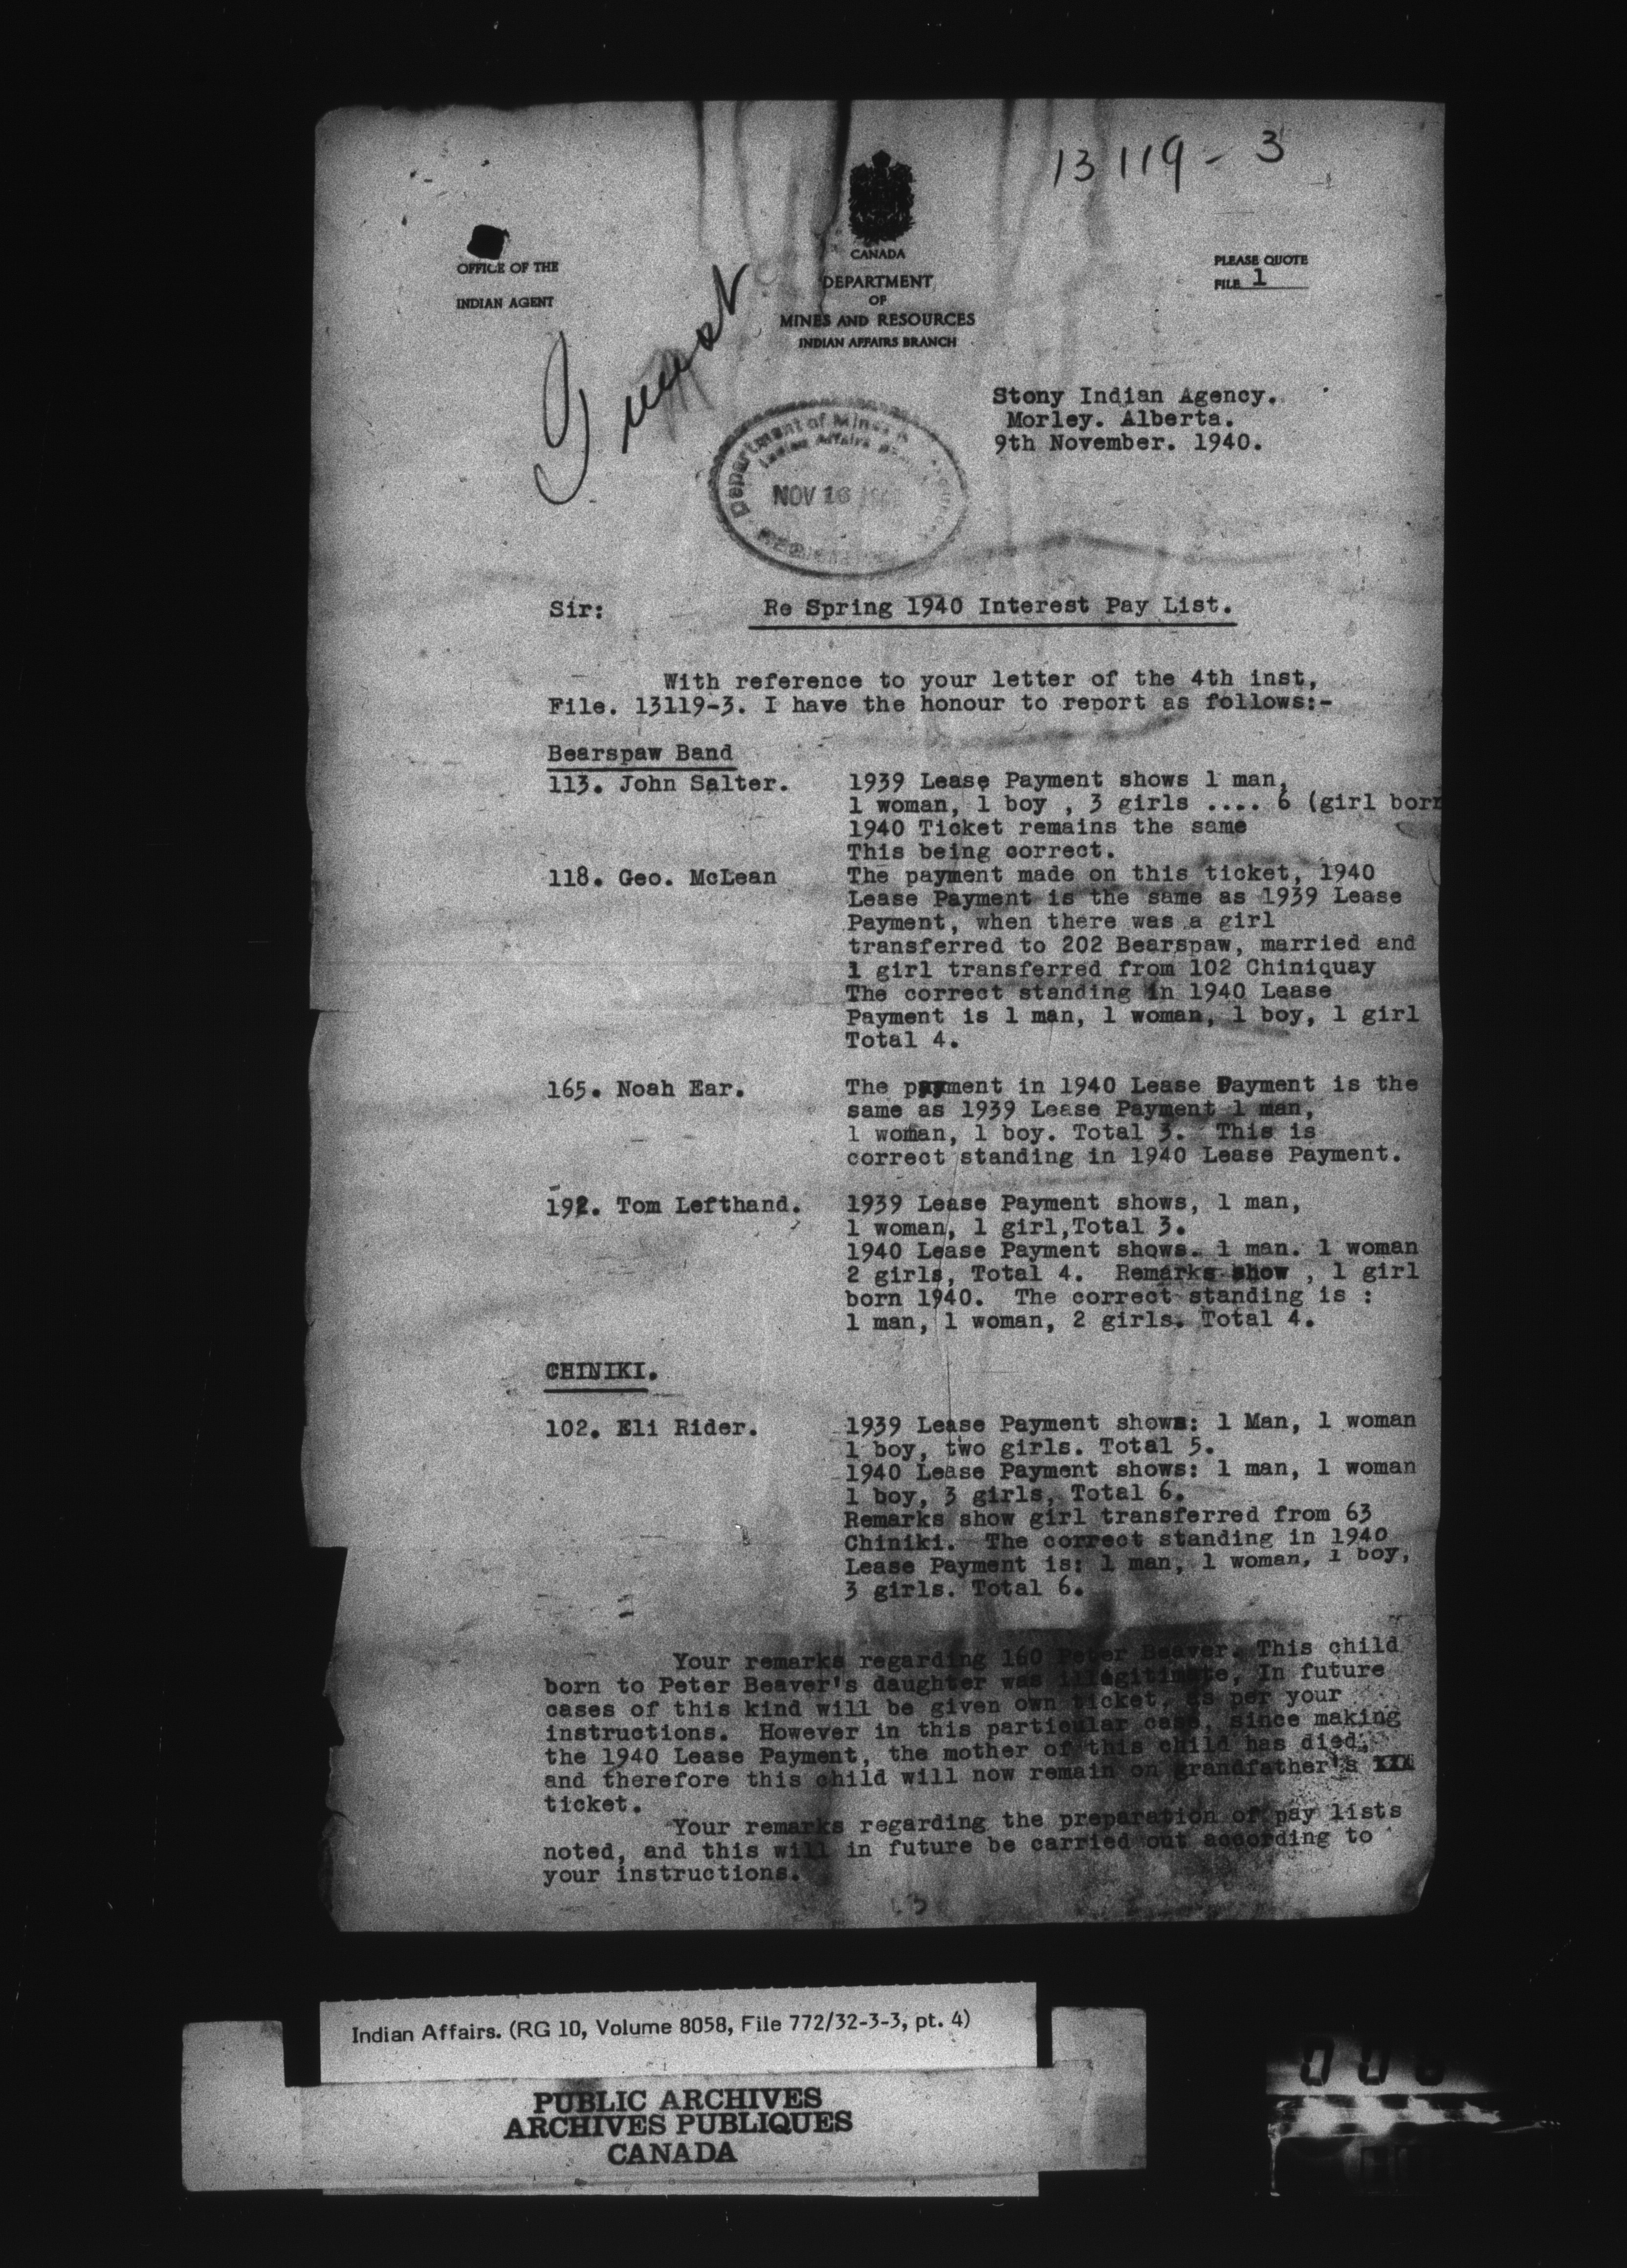 13119-3
OFFICE OF THE
INDIAN AGENT
CANADA
DEPARTMENT
OF
MINES AND RESOURCES
INDIAN AFFAIRS BRANCH
PLEASE QUOTE
FILE 1
Stony Indian Agency.
Morley. Alberta.
9th November. 1940.
Department of Mines
Indian Affairs
NOV 16
Sir: Re Spring 1940 Interest Pay List.
With reference to your letter of the 4th inst,
File. 13119-3. I have the honour to report as follows:-
Bearspaw Band
113. John Salter. 1939 Lease Payment shows 1 man,
1 woman, 1 boy , 3 girls .... 6 (girl born
1940 Ticket remains the same
This being correct.
118. Geo. McLean The payment made on this ticket, 1940
Lease Payment is the same as 1939 Lease
Payment, when there was a girl
transferred to 202 Bearspaw, married and
1 girl transferred from 102 Chiniquay
The correct standing in 1940 Lease
Payment is 1 man, 1 woman, 1 boy, 1 girl
Total 4.
165. Noah Ear. The payment in 1940 Lease Payment is the
same as 1939 Lease Payment 1 man,
1 woman, 1 boy. Total 3. This is
correct standing in 1940 Lease Payment.
192. Tom Lefthand. 1939 Lease Payment shows, 1 man,
1 woman, 1 girl,Total 3.
1940 Lease Payment shows. 1 man. 1 woman
2 girls, Total 4. Remarks show , 1 girl
born 1940. The correct standing is :
1 man, 1 woman, 2 girls. Total 4.
CHINIKI.
102. Eli Rider. 1939 Lease Payment shows: 1 Man, 1 woman
1 boy, two girls. Total 5.
1940 Lease Payment shows: 1 man, 1 woman
1 boy, 3 girls, Total 6.
Remarks show girl transferred from 63
Chiniki. The correct standing in 1940
Lease Payment is: 1 man, 1 woman, 1 boy,
3 girls. Total 6.
Your remarks regarding 160 Peter Beaver. This child
born to Peter Beaver's daughter was illegitimate, In future
cases of this kind will be given own ticket, as per your
instructions. However in this particular case, since making
the 1940 Lease Payment, the mother of this child has died,
and therefore this child will now remain on grandfather's XXX
ticket.
Your remarks regarding the preparation of pay lists
noted, and this will in future be carried out according to
your instructions.
Indian Affairs. (RG 10, Volume 8058, File 772/32-3-3, pt. 4)
PUBLIC ARCHIVES
ARCHIVES PUBLIQUES
CANADA